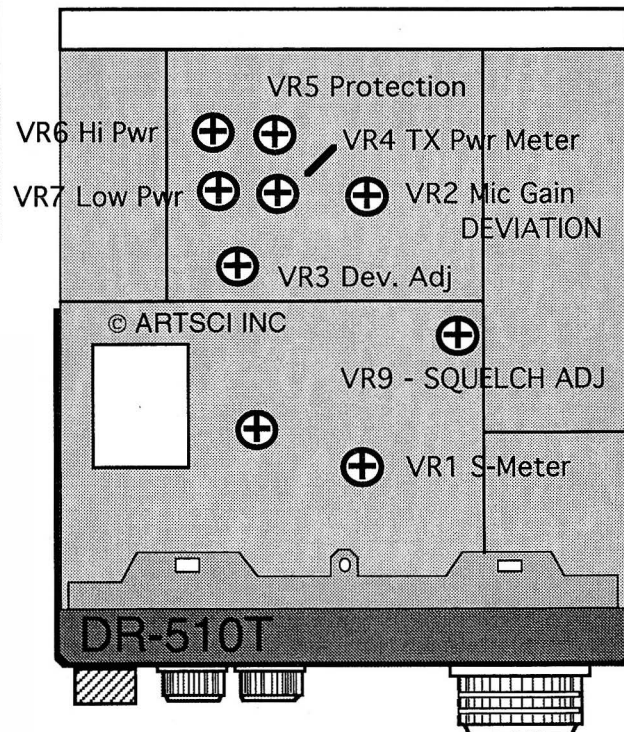 VR5 Protection
VR6 Hi Pwr
VR4 TX Pwr Meter
VR7 Low Pwr
VR2 Mic Gain
DEVIATION
VR3 Dev. Adj
© ARTSCI INC
VR9 - SQUELCH ADJ
VR1 S-Meter
DR-510T